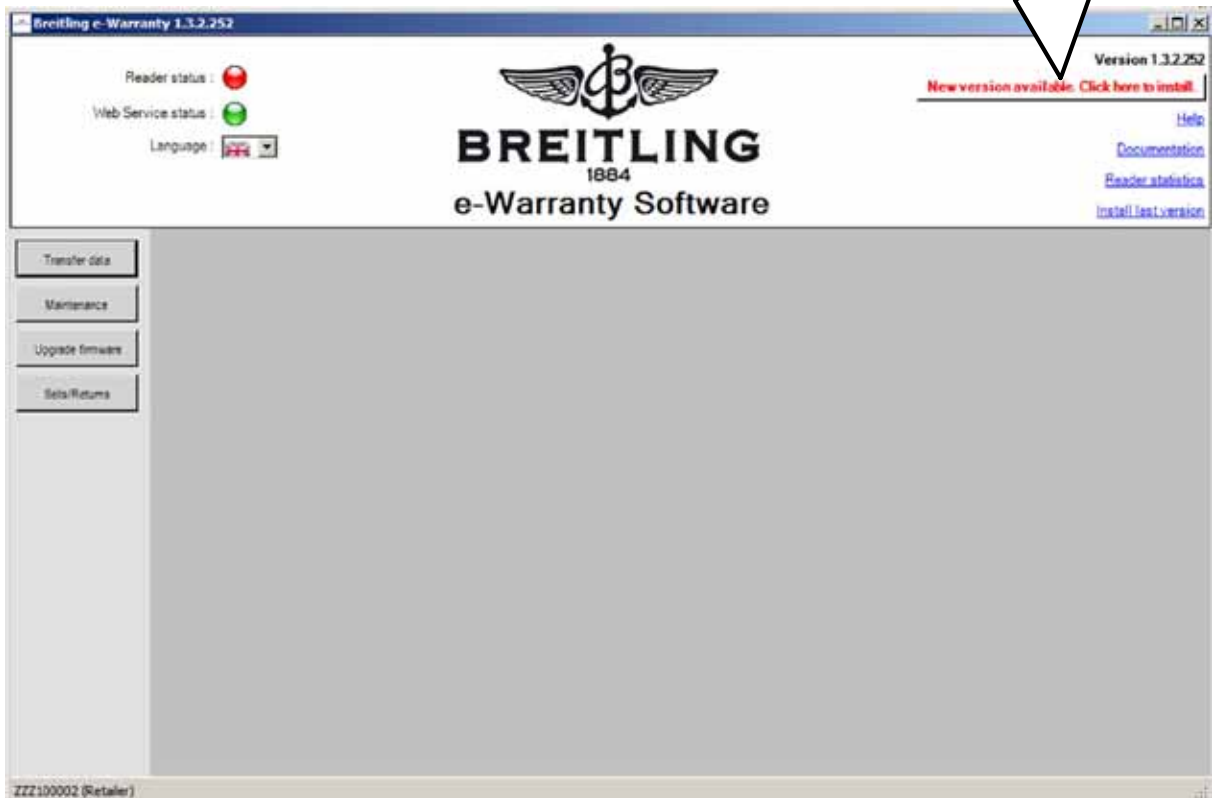 Breitling e-Warranty 1.3.2.252
Reader status :
Web Service status :
Language :
BREITLING
1884
e-Warranty Software
Version 1.3.2.252
New version available. Click here to install.
Help
Documentation
Reader statistics
Install last version
Transfer data
Maintenance
Upgrade firmware
Sells/Returns
ZZZ100002 (Retailer)